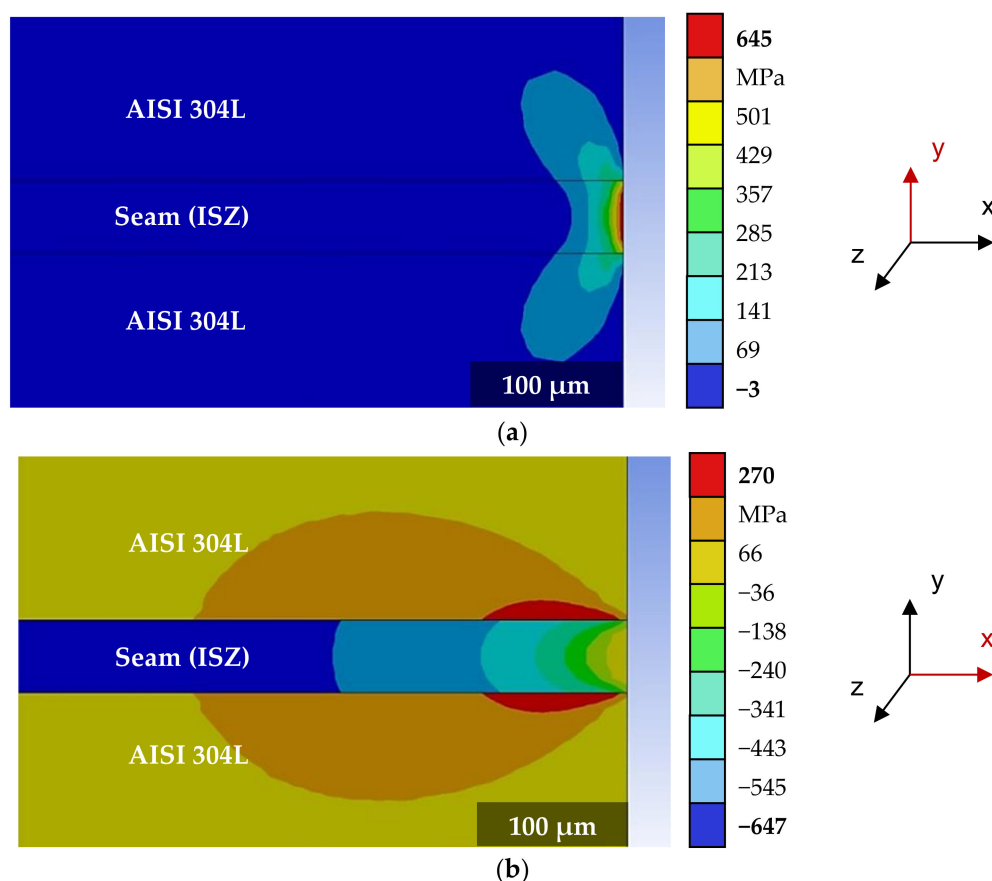 AISI 304L
Seam (ISZ)
AISI 304L
100 µm
645
MPa
501
429
357
285
213
141
69
−3
y
x
z
(a)
AISI 304L
Seam (ISZ)
AISI 304L
100 µm
270
MPa
66
−36
−138
−240
−341
−443
−545
−647
y
x
z
(b)